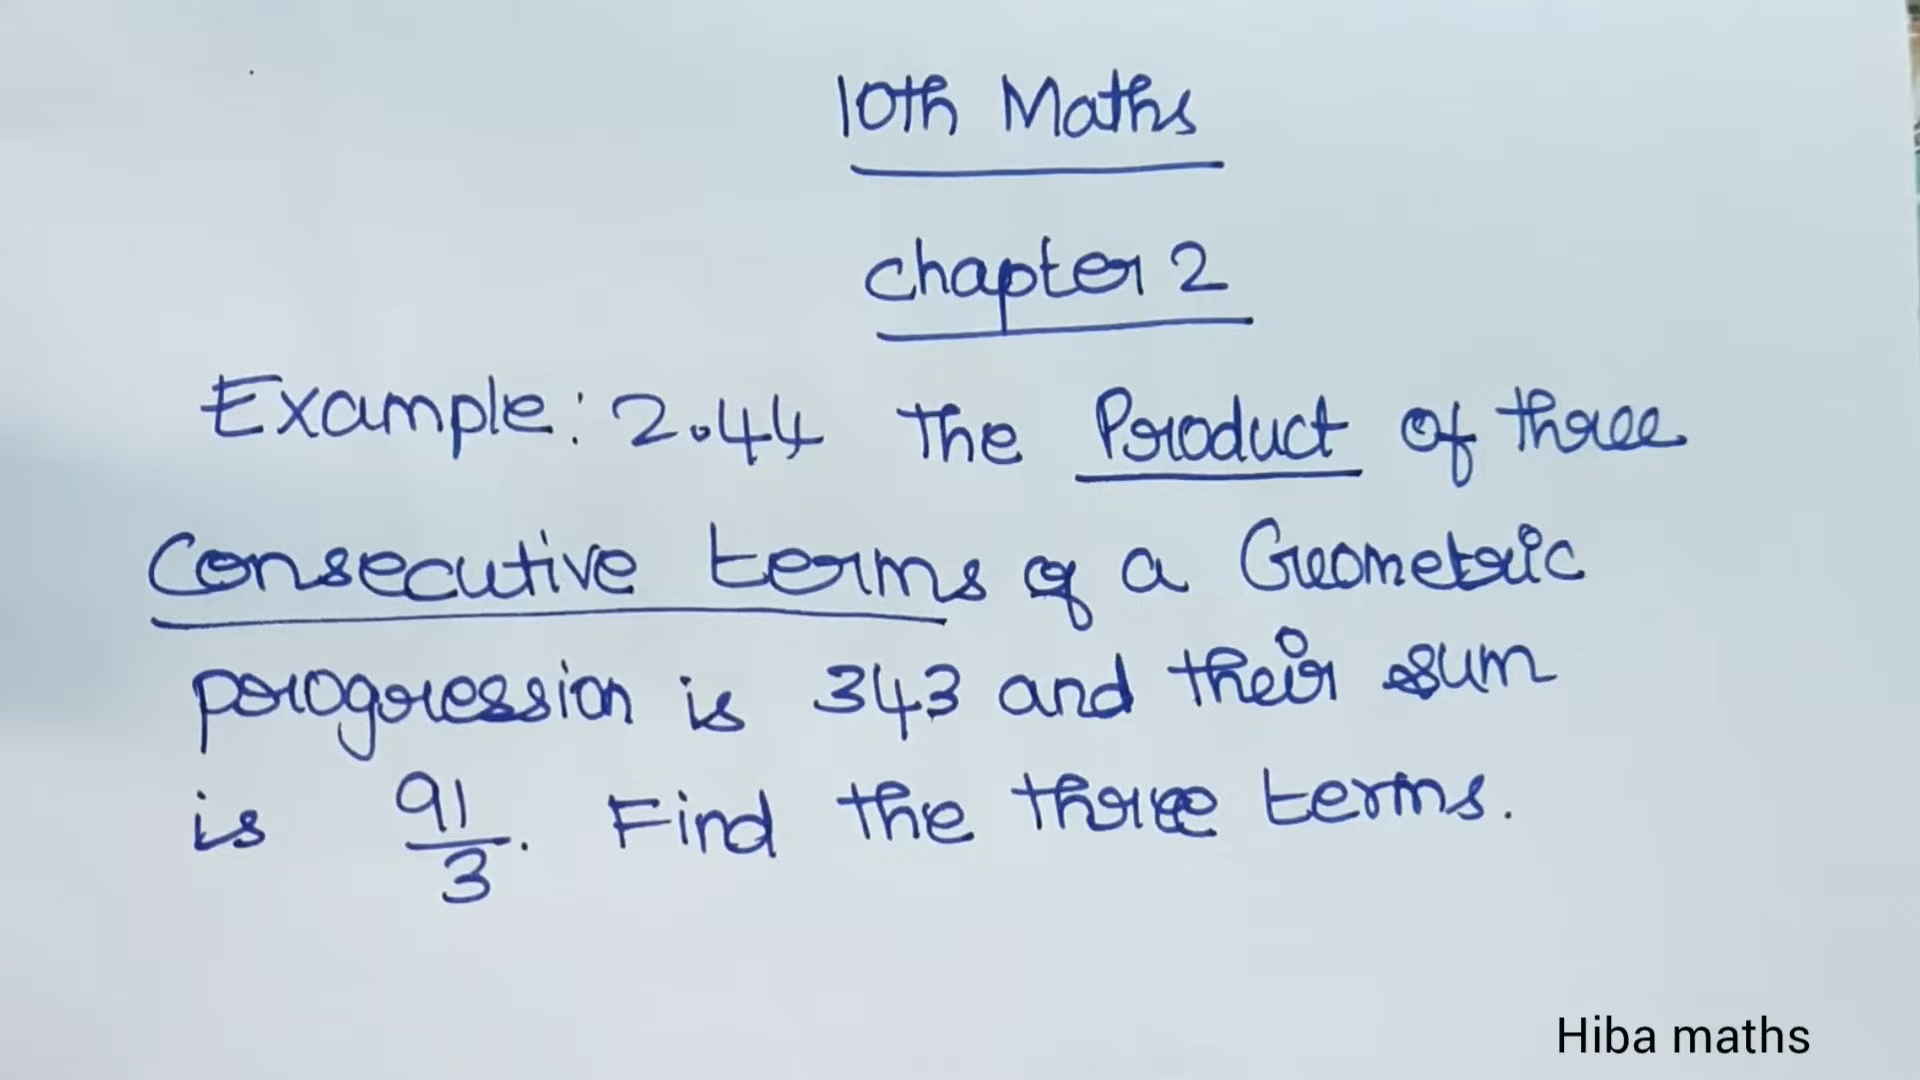 10th Maths
Chapter 2
Example: 2.44 The Product of three
Consecutive terms of a Geometric
progression is 343 and their sum
is 91/3. Find the three terms.
Hiba maths